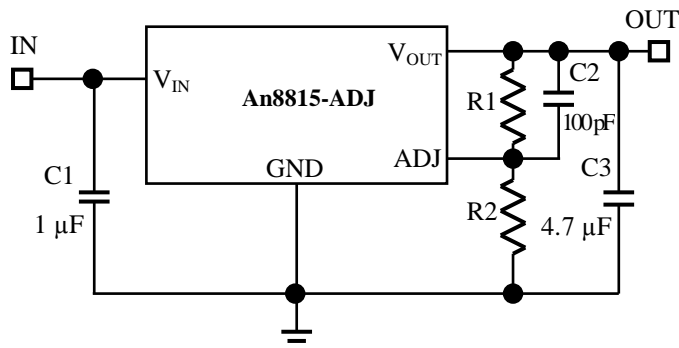 OUT
IN
VOUT
C2
VIN
R1
An8815-ADJ
100pF
ADJ
GND
C1
C3
R2
1 µF
4.7 µF